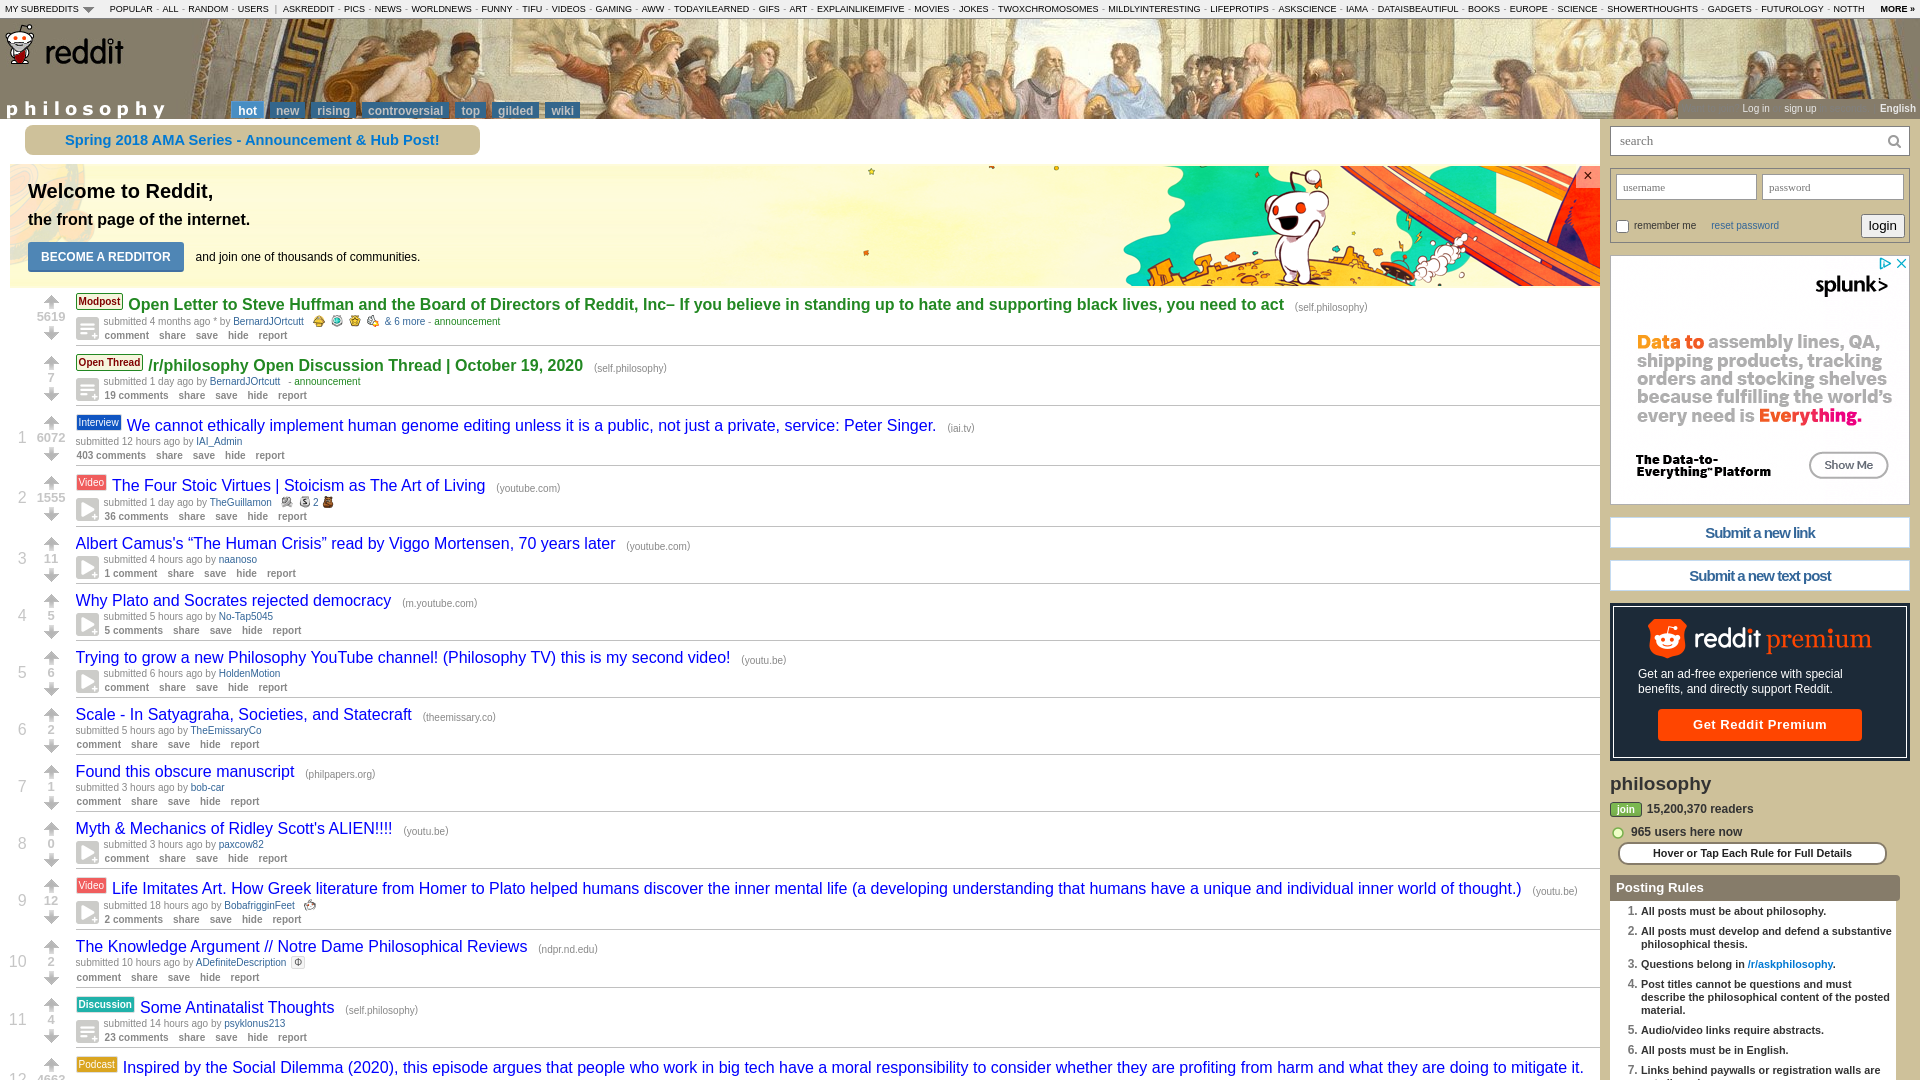 MY SUBREDDITS POPULAR - ALL - RANDOM - USERS | ASKREDDIT - PICS - NEWS - WORLDNEWS - FUNNY - TIFU - VIDEOS - GAMING - AWW - TODAYILEARNED - GIFS - ART - EXPLAINLIKEIMFIVE - MOVIES - JOKES - TWOXCHROMOSOMES - MILDLYINTERESTING - LIFEPROTIPS - ASKSCIENCE - IAMA - DATAISBEAUTIFUL - BOOKS - EUROPE - SCIENCE - SHOWERTHOUGHTS - GADGETS - FUTUROLOGY - NOTTH MORE »
reddit
philosophy hot new rising controversial top gilded wiki
Log in sign up English
Spring 2018 AMA Series - Announcement & Hub Post!
Welcome to Reddit,
the front page of the internet.
BECOME A REDDITOR and join one of thousands of communities.
×
5619
Modpost Open Letter to Steve Huffman and the Board of Directors of Reddit, Inc– If you believe in standing up to hate and supporting black lives, you need to act (self.philosophy)
submitted 4 months ago * by BernardJOrtcutt & 6 more - announcement
comment share save hide report
7
Open Thread /r/philosophy Open Discussion Thread | October 19, 2020 (self.philosophy)
submitted 1 day ago by BernardJOrtcutt - announcement
19 comments share save hide report
1 6072
Interview We cannot ethically implement human genome editing unless it is a public, not just a private, service: Peter Singer. (iai.tv)
submitted 12 hours ago by IAI_Admin
403 comments share save hide report
2 1555
Video The Four Stoic Virtues | Stoicism as The Art of Living (youtube.com)
submitted 1 day ago by TheGuillamon 2
36 comments share save hide report
3 11
Albert Camus's “The Human Crisis” read by Viggo Mortensen, 70 years later (youtube.com)
submitted 4 hours ago by naanoso
1 comment share save hide report
4 5
Why Plato and Socrates rejected democracy (m.youtube.com)
submitted 5 hours ago by No-Tap5045
5 comments share save hide report
5 6
Trying to grow a new Philosophy YouTube channel! (Philosophy TV) this is my second video! (youtu.be)
submitted 6 hours ago by HoldenMotion
comment share save hide report
6 2
Scale - In Satyagraha, Societies, and Statecraft (theemissary.co)
submitted 5 hours ago by TheEmissaryCo
comment share save hide report
7 1
Found this obscure manuscript (philpapers.org)
submitted 3 hours ago by bob-car
comment share save hide report
8 0
Myth & Mechanics of Ridley Scott's ALIEN!!!! (youtu.be)
submitted 3 hours ago by paxcow82
comment share save hide report
9 12
Video Life Imitates Art. How Greek literature from Homer to Plato helped humans discover the inner mental life (a developing understanding that humans have a unique and individual inner world of thought.) (youtu.be)
submitted 18 hours ago by BobafrigginFeet
2 comments share save hide report
10 2
The Knowledge Argument // Notre Dame Philosophical Reviews (ndpr.nd.edu)
submitted 10 hours ago by ADefiniteDescription Φ
comment share save hide report
11 4
Discussion Some Antinatalist Thoughts (self.philosophy)
submitted 14 hours ago by psyklonus213
23 comments share save hide report
12 4663
Podcast Inspired by the Social Dilemma (2020), this episode argues that people who work in big tech have a moral responsibility to consider whether they are profiting from harm and what they are doing to mitigate it.
search
username password
remember me reset password login
splunk>
Data to assembly lines, QA,
shipping products, tracking
orders and stocking shelves
because fulfilling the world's
every need is Everything.
The Data-to-
Everything™ Platform
Show Me
Submit a new link
Submit a new text post
reddit premium
Get an ad-free experience with special
benefits, and directly support Reddit.
Get Reddit Premium
philosophy
join 15,200,370 readers
965 users here now
Hover or Tap Each Rule for Full Details
Posting Rules
1. All posts must be about philosophy.
2. All posts must develop and defend a substantive
philosophical thesis.
3. Questions belong in /r/askphilosophy.
4. Post titles cannot be questions and must
describe the philosophical content of the posted
material.
5. Audio/video links require abstracts.
6. All posts must be in English.
7. Links behind paywalls or registration walls are